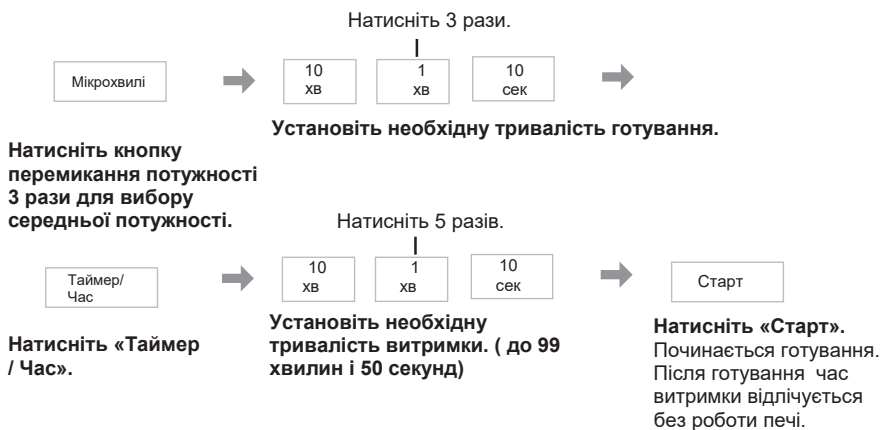 Натисніть 3 рази.
Мікрохвилі
10
хв
1
хв
10
сек
Установіть необхідну тривалість готування.
Натисніть кнопку
перемикання потужності
3 рази для вибору
середньої потужності.
Натисніть 5 разів.
Таймер/
Час
10
хв
1
хв
10
сек
Старт
Натисніть «Таймер
/ Час».
Установіть необхідну
тривалість витримки. ( до 99
хвилин і 50 секунд)
Натисніть «Старт».
Починається готування.
Після готування час
витримки відлічується
без роботи печі.